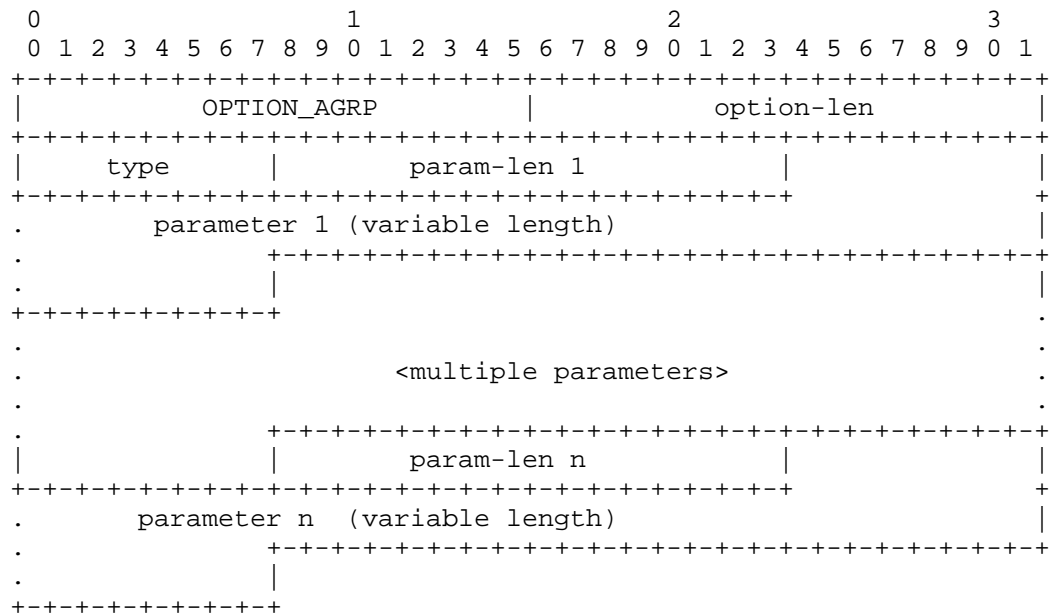 0                   1                   2                   3
0 1 2 3 4 5 6 7 8 9 0 1 2 3 4 5 6 7 8 9 0 1 2 3 4 5 6 7 8 9 0 1
+-+-+-+-+-+-+-+-+-+-+-+-+-+-+-+-+-+-+-+-+-+-+-+-+-+-+-+-+-+-+-+-+
|          OPTION_AGRP          |          option-len           |
+-+-+-+-+-+-+-+-+-+-+-+-+-+-+-+-+-+-+-+-+-+-+-+-+-+-+-+-+-+-+-+-+
|     type      |        param-len 1            |               |
+-+-+-+-+-+-+-+-+-+-+-+-+-+-+-+-+-+-+-+-+-+-+-+-+               +
.        parameter 1 (variable length)                          |
.               +-+-+-+-+-+-+-+-+-+-+-+-+-+-+-+-+-+-+-+-+-+-+-+-+
.               |                                               |
+-+-+-+-+-+-+-+-+                                               .
.                                                               .
.                       <multiple parameters>                   .
.                                                               .
.               +-+-+-+-+-+-+-+-+-+-+-+-+-+-+-+-+-+-+-+-+-+-+-+-+
|               |        param-len n            |               |
+-+-+-+-+-+-+-+-+-+-+-+-+-+-+-+-+-+-+-+-+-+-+-+-+               +
.       parameter n  (variable length)                          |
.               +-+-+-+-+-+-+-+-+-+-+-+-+-+-+-+-+-+-+-+-+-+-+-+-+
.               |
+-+-+-+-+-+-+-+-+